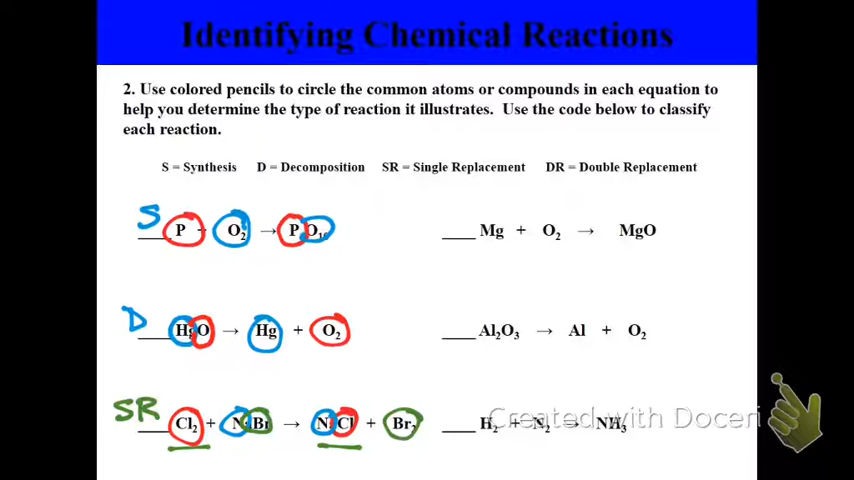 Identifying Chemical Reactions
2. Use colored pencils to circle the common atoms or compounds in each equation to
help you determine the type of reaction it illustrates. Use the code below to classify
each reaction.
S = Synthesis D = Decomposition SR = Single Replacement DR = Double Replacement
S
____ P + O₂ → P₄O₁₀ ____ Mg + O₂ → MgO
D
____ HgO → Hg + O₂ ____ Al₂O₃ → Al + O₂
SR
____ Cl₂ + NaBr → NaCl + Br₂ ____ H₂ + N₂ → NH₃
Created with Doceri